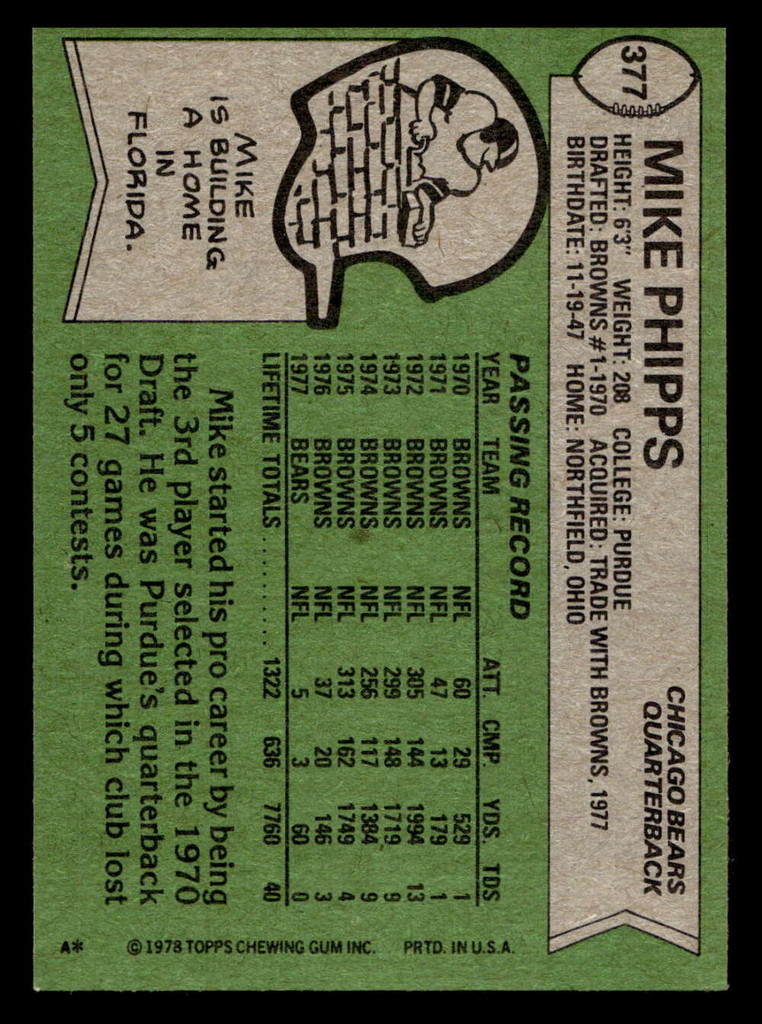 377
MIKE PHIPPS
CHICAGO BEARS
QUARTERBACK
HEIGHT: 6'3" WEIGHT: 208 COLLEGE: PURDUE
DRAFTED: BROWNS #1-1970 ACQUIRED: TRADE WITH BROWNS, 1977
BIRTHDATE: 11-19-47 HOME: NORTHFIELD, OHIO
MIKE
IS BUILDING
A HOME
IN
FLORIDA.
PASSING RECORD
YEAR TEAM ATT. CMP. YDS. TDS
1970 BROWNS NFL 60 29 529 1
1971 BROWNS NFL 47 13 179 1
1972 BROWNS NFL 305 144 1994 13
1973 BROWNS NFL 299 148 1719 9
1974 BROWNS NFL 256 117 1384 9
1975 BROWNS NFL 313 162 1749 4
1976 BROWNS NFL 37 20 146 3
1977 BEARS NFL 5 3 60 0
LIFETIME TOTALS .......... 1322 636 7760 40
Mike started his pro career by being
the 3rd player selected in the 1970
Draft. He was Purdue's quarterback
for 27 games during which club lost
only 5 contests.
A* © 1978 TOPPS CHEWING GUM INC. PRTD. IN U.S.A.